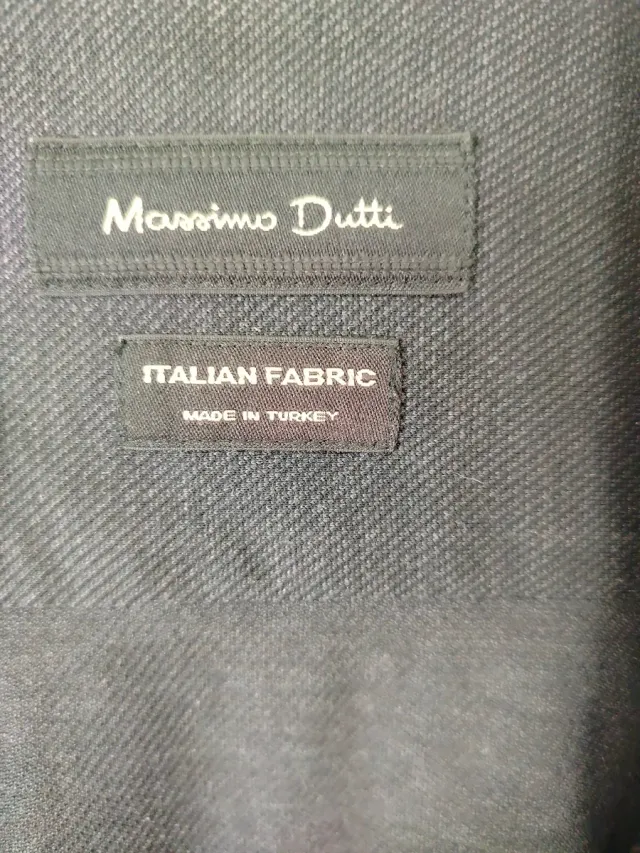 Massimo Dutti
ITALIAN FABRIC
MADE IN TURKEY